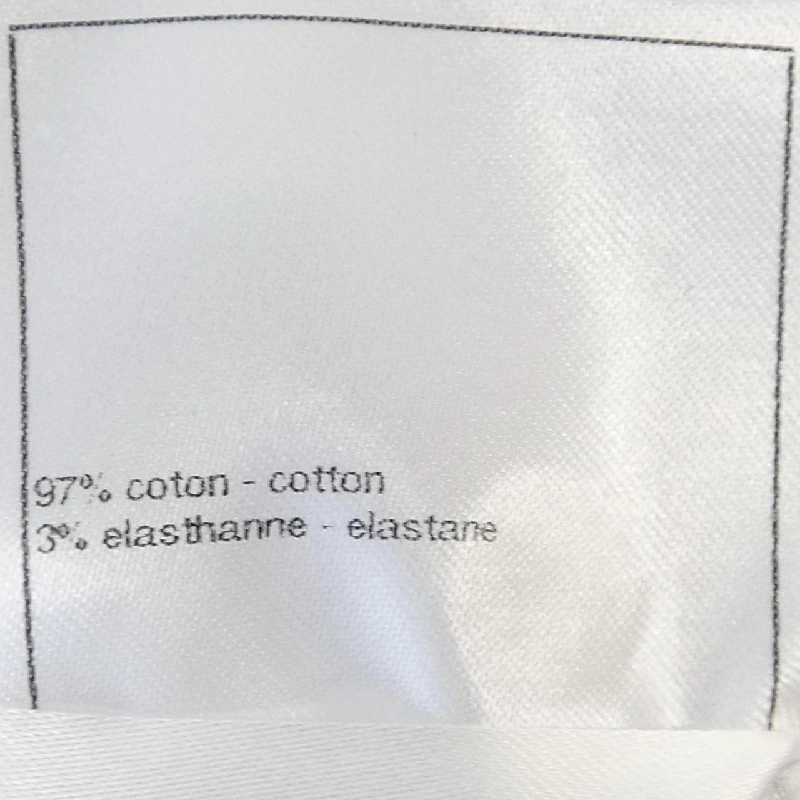 97% coton - cotton
3% elasthanne - elastane